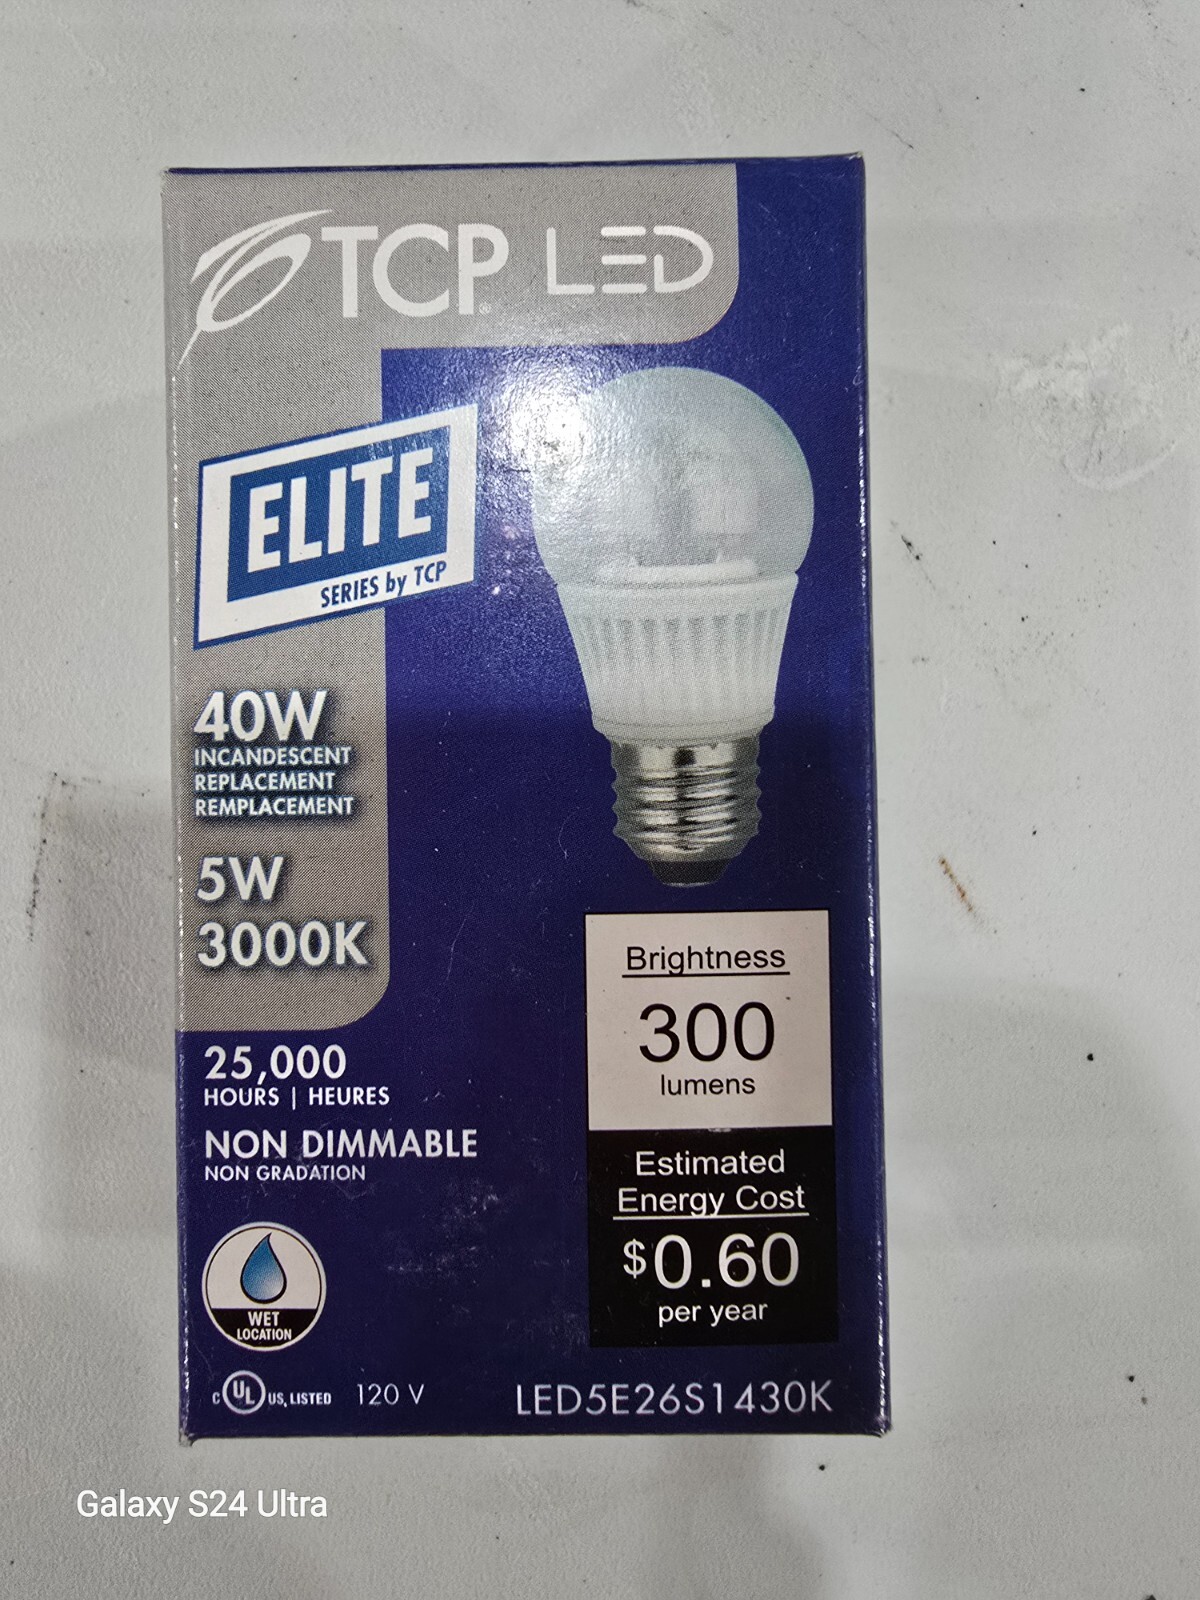 TCP® LED
ELITE
SERIES by TCP
40W
INCANDESCENT
REPLACEMENT
REMPLACEMENT
5W
3000K
25,000
HOURS | HEURES
NON DIMMABLE
NON GRADATION
WET
LOCATION
C UL US, LISTED 120 V
Brightness
300
lumens
Estimated
Energy Cost
$0.60
per year
LED5E26S1430K
Galaxy S24 Ultra